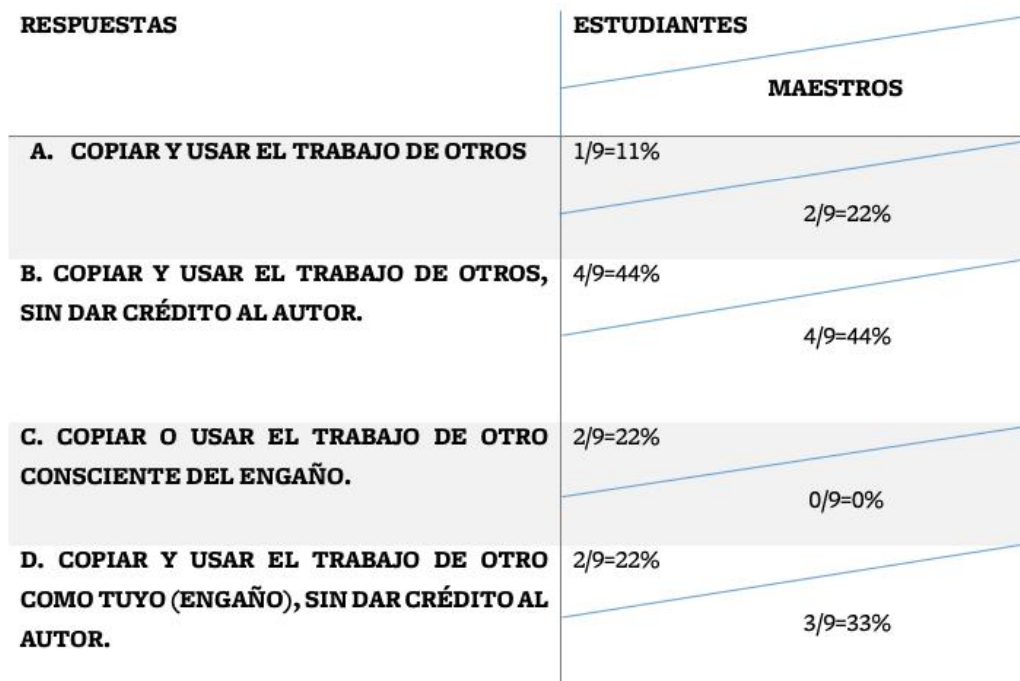 RESPUESTAS
ESTUDIANTES
MAESTROS
A. COPIAR Y USAR EL TRABAJO DE OTROS
1/9=11%
2/9=22%
B. COPIAR Y USAR EL TRABAJO DE OTROS,
SIN DAR CRÉDITO AL AUTOR.
4/9=44%
4/9=44%
C. COPIAR O USAR EL TRABAJO DE OTRO
CONSCIENTE DEL ENGAÑO.
2/9=22%
0/9=0%
D. COPIAR Y USAR EL TRABAJO DE OTRO
COMO TUYO (ENGAÑO), SIN DAR CRÉDITO AL
AUTOR.
2/9=22%
3/9=33%